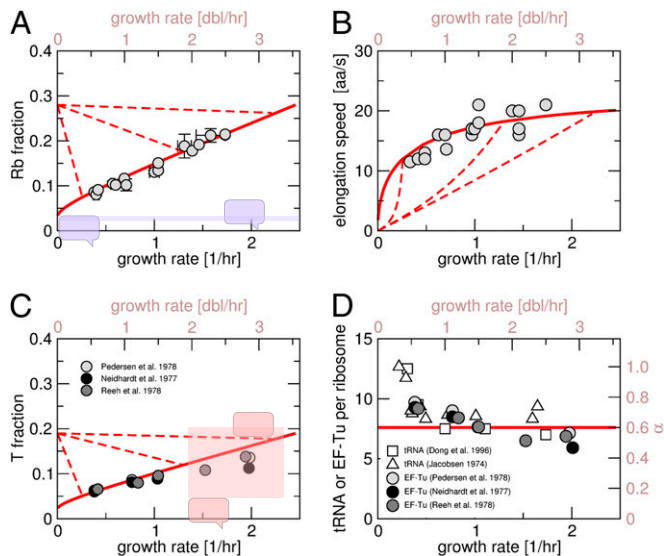 A
growth rate [dbl/hr]
0 1 2 3
0.4
0.3
0.2
0.1
0
Rb fraction
0 1 2
growth rate [1/hr]
B
growth rate [dbl/hr]
0 1 2 3
30
20
10
0
elongation speed [aa/s]
0 1 2
growth rate [1/hr]
C
growth rate [dbl/hr]
0 1 2 3
0.4
0.3
0.2
0.1
0
T fraction
Pedersen et al. 1978
Neidhardt et al. 1977
Reeh et al. 1978
0 1 2
growth rate [1/hr]
D
growth rate [dbl/hr]
0 1 2 3
15
10
5
0
tRNA or EF-Tu per ribosome
1.0
0.8
0.6
0.4
0.2
0
α
tRNA (Dong et al. 1996)
tRNA (Jacobsen 1974)
EF-Tu (Pedersen et al. 1978)
EF-Tu (Neidhardt et al. 1977)
EF-Tu (Reeh et al. 1978)
0 1 2
growth rate [1/hr]